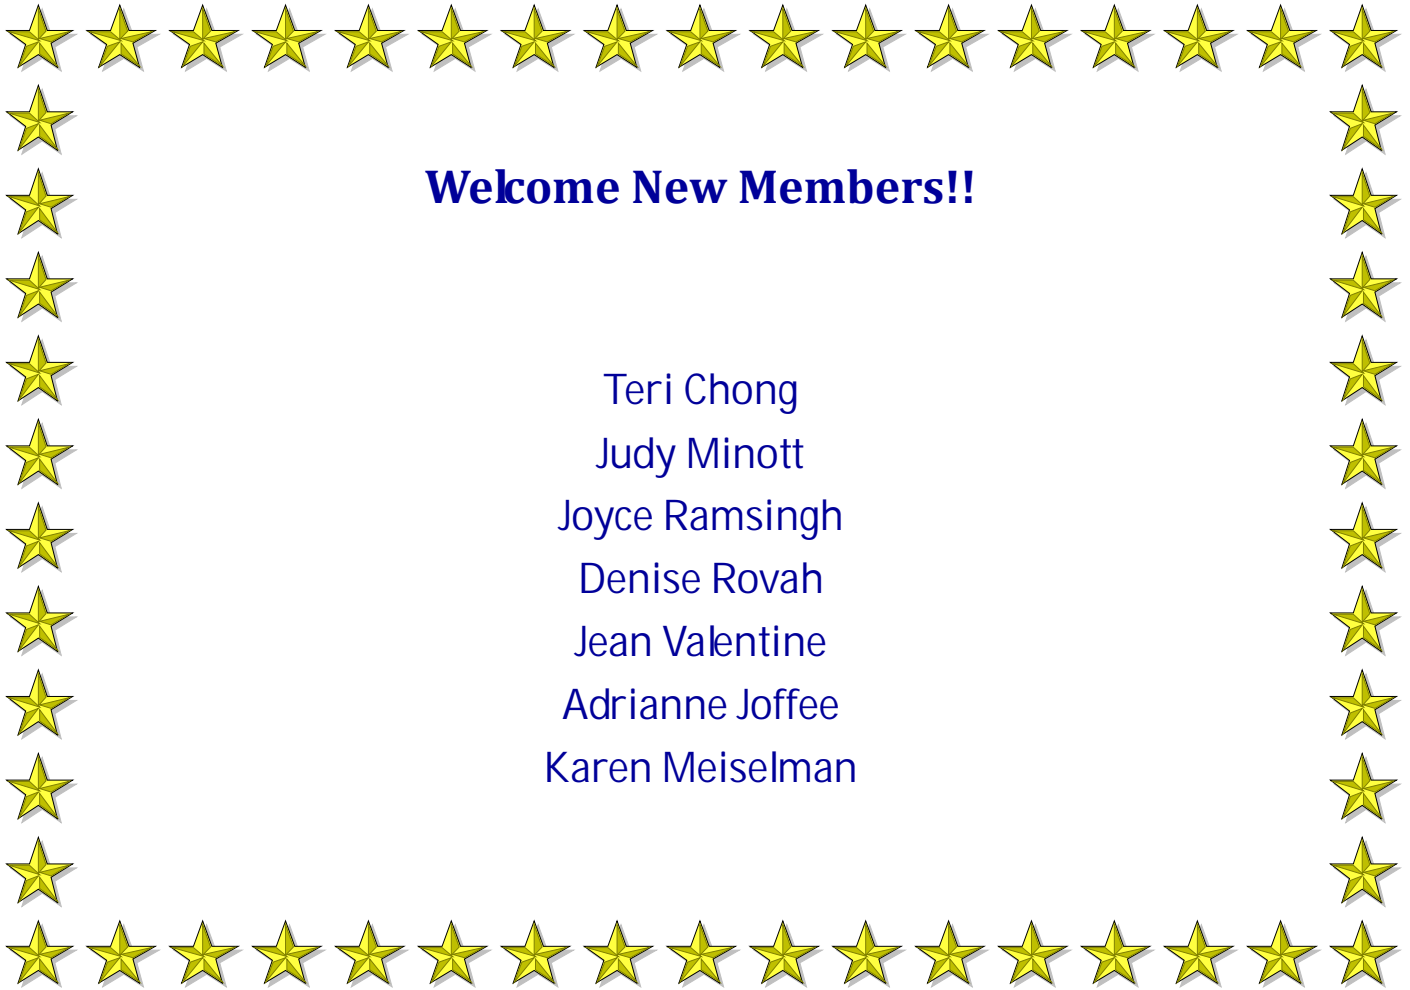 Welcome New Members!!
Teri Chong
Judy Minott
Joyce Ramsingh
Denise Rovah
Jean Valentine
Adrianne Joffee
Karen Meiselman